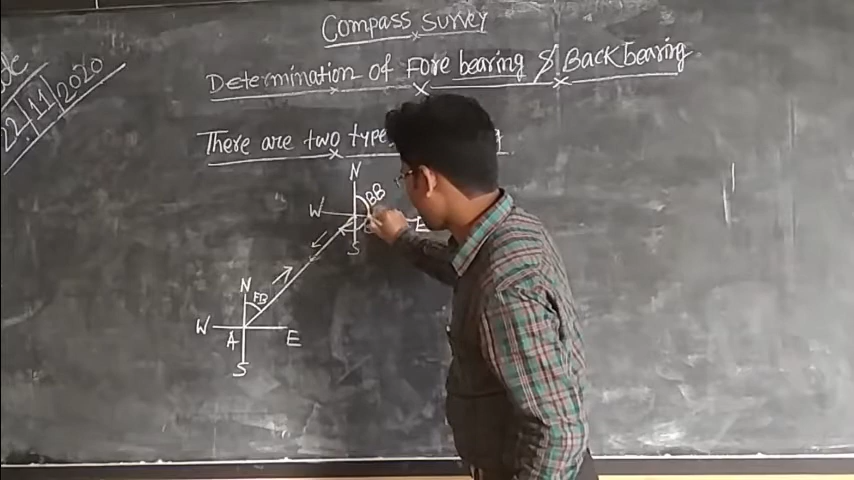 Compass survey
Determination of Fore bearing & Back bearing
22/11/2020
There are two type
N
W
BB
E
S
N
FB
W
E
A
S